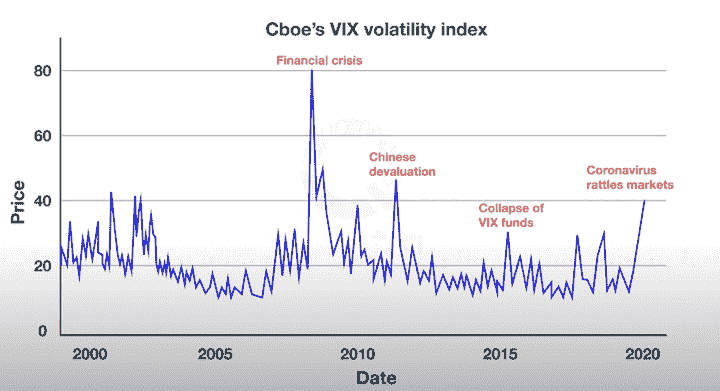 Cboe's VIX volatility index
Financial crisis
80
60
Chinese
devaluation
Coronavirus
rattles markets
Collapse of
VIX funds
40
20
0
Price
2000 2005 2010 2015 2020
Date